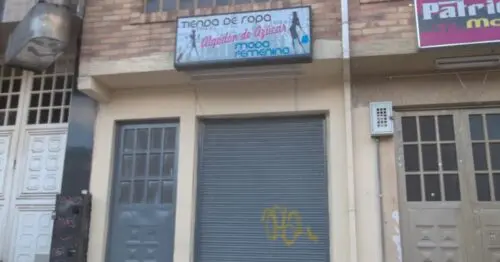 TIENDA DE ROPA
Algodón de Azúcar
MODA
FEMENINA
Patri